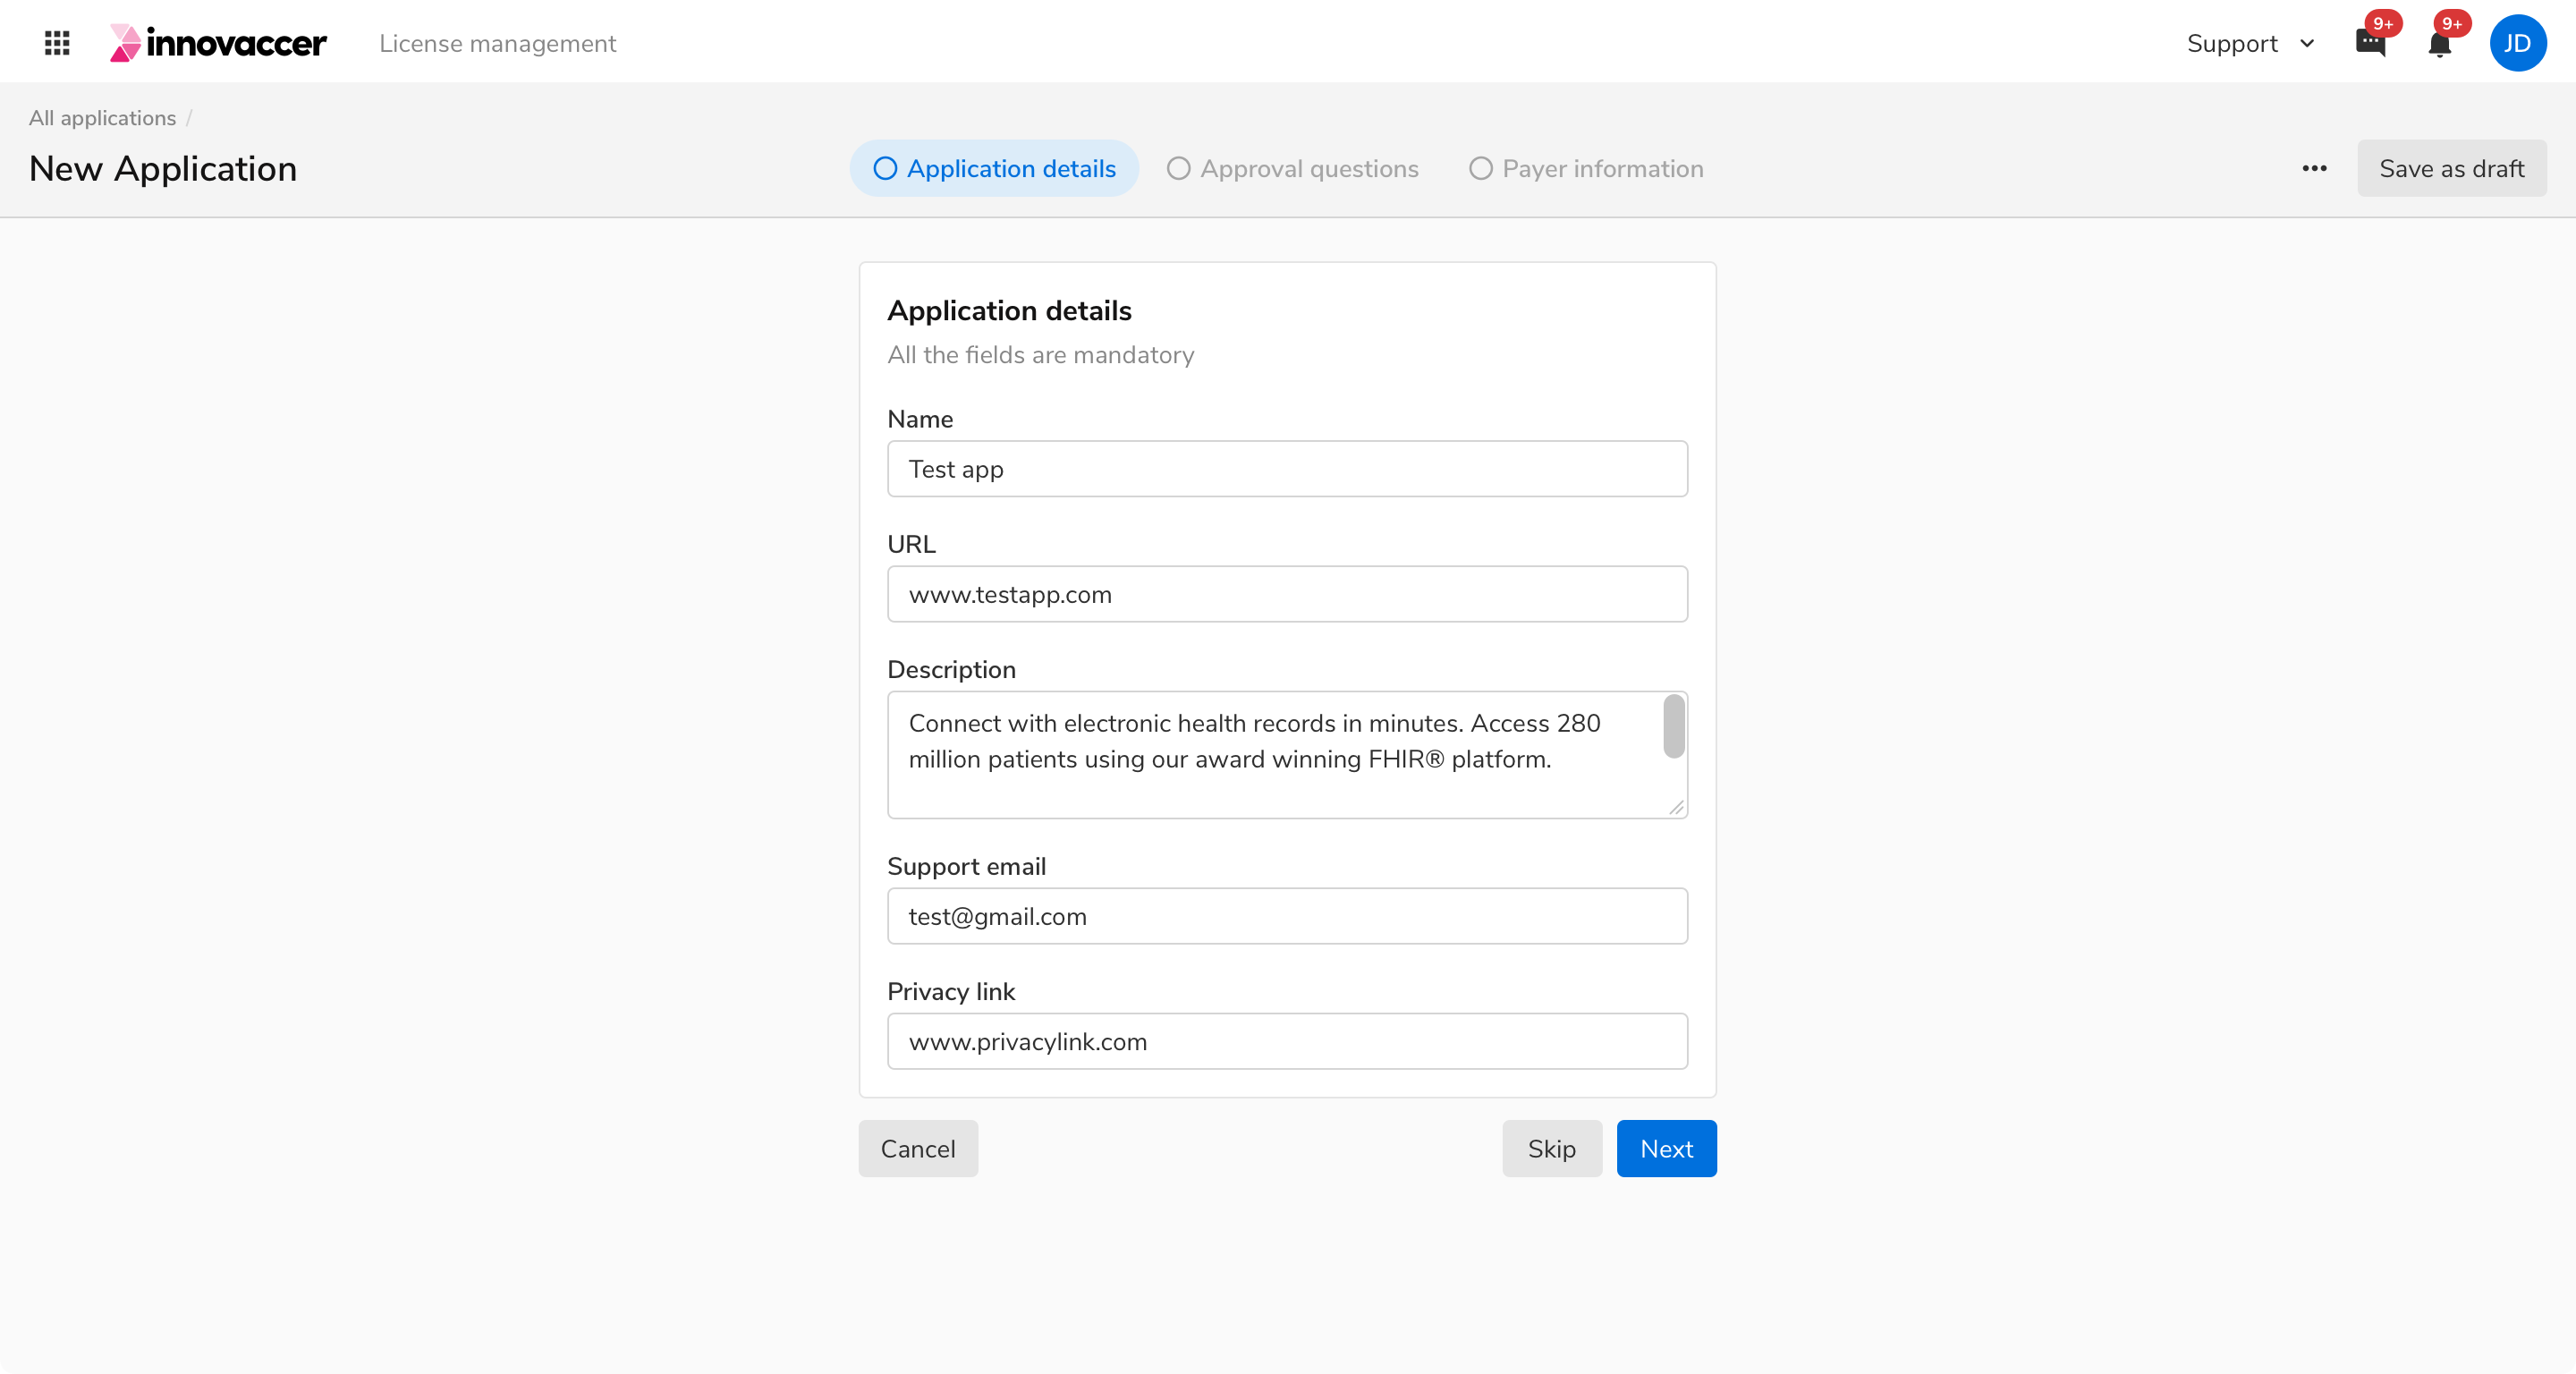 innovaccer
License management
Support
9+
9+
JD
All applications /
New Application
Application details
Approval questions
Payer information
Save as draft
Application details
All the fields are mandatory
Name
Test app
URL
www.testapp.com
Description
Connect with electronic health records in minutes. Access 280
million patients using our award winning FHIR® platform.
Support email
test@gmail.com
Privacy link
www.privacylink.com
Cancel
Skip
Next